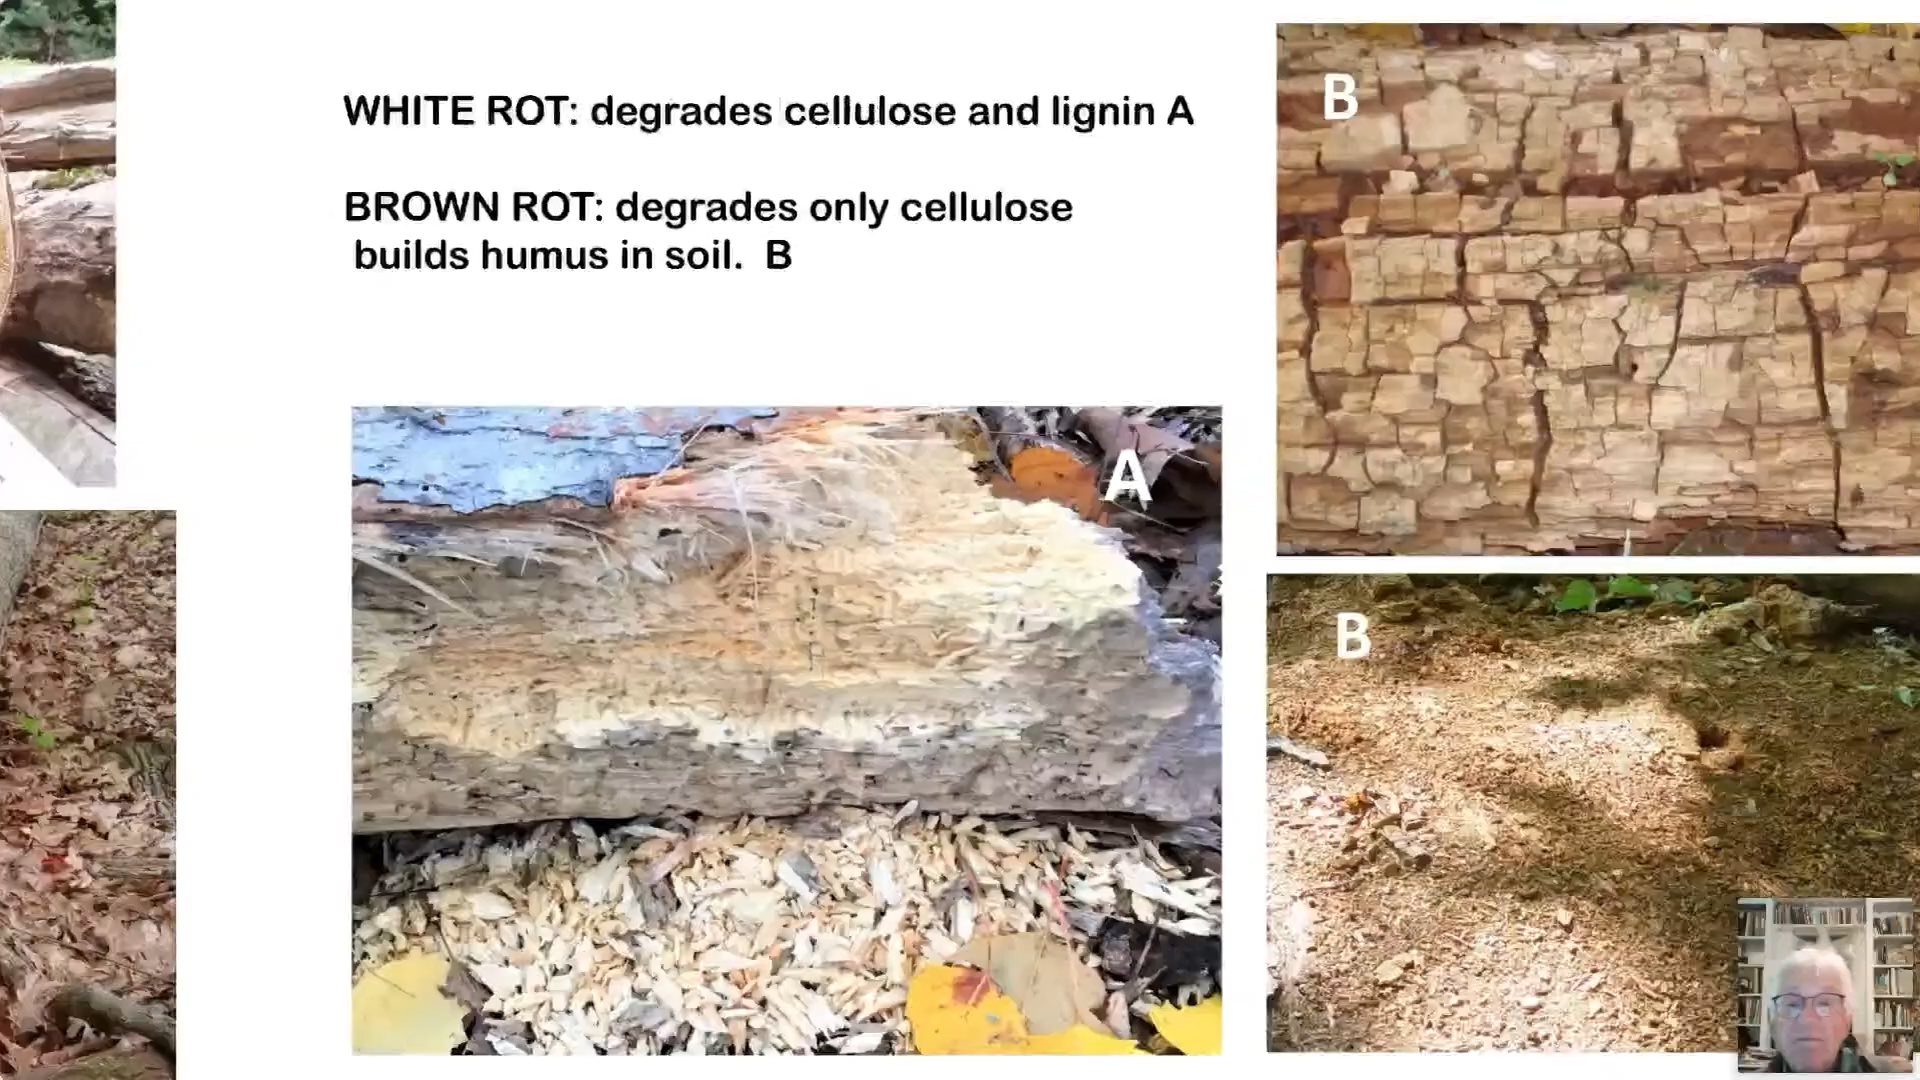 WHITE ROT: degrades cellulose and lignin A
BROWN ROT: degrades only cellulose
builds humus in soil. B
A
B
B